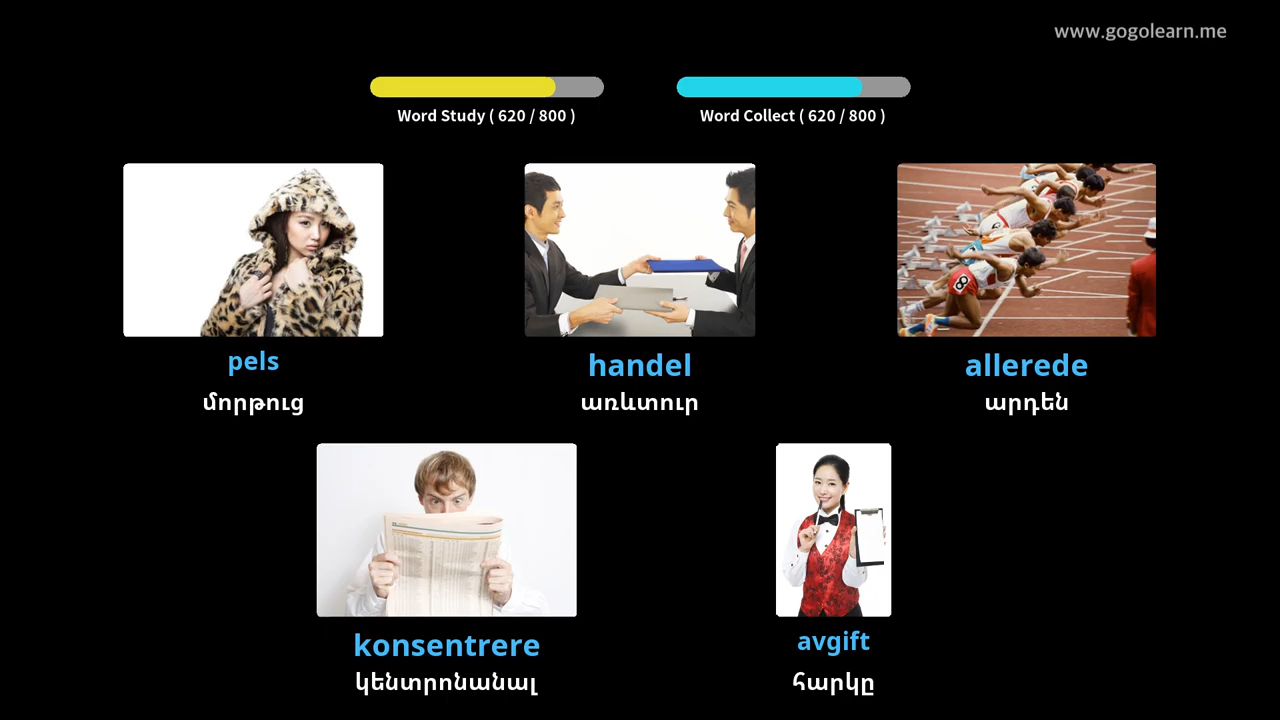 www.gogolearn.me
Word Study ( 620 / 800 )
Word Collect ( 620 / 800 )
pels
handel
allerede
մորթուց
առևտուր
արդեն
konsentrere
avgift
կենտրոնանալ
հարկը